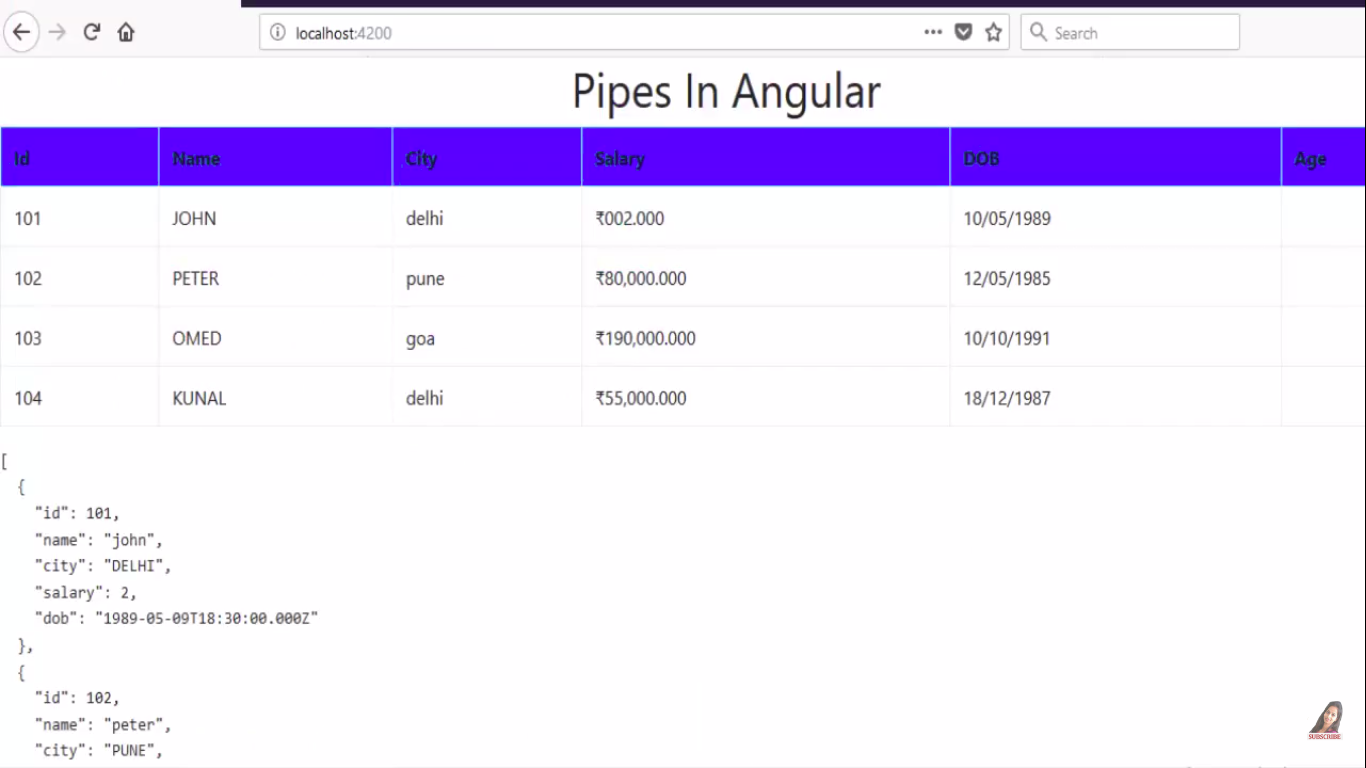 localhost:4200
Search
Pipes In Angular
Id Name City Salary DOB Age
101 JOHN delhi ₹002.000 10/05/1989
102 PETER pune ₹80,000.000 12/05/1985
103 OMED goa ₹190,000.000 10/10/1991
104 KUNAL delhi ₹55,000.000 18/12/1987
[
{
"id": 101,
"name": "john",
"city": "DELHI",
"salary": 2,
"dob": "1989-05-09T18:30:00.000Z"
},
{
"id": 102,
"name": "peter",
"city": "PUNE",
SUBSCRIBE